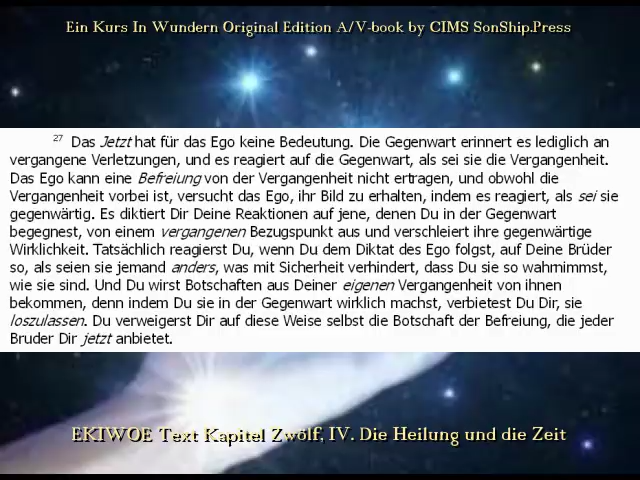 Ein Kurs In Wundern Original Edition A/V-book by CIMS SonShip.Press
27 Das Jetzt hat für das Ego keine Bedeutung. Die Gegenwart erinnert es lediglich an
vergangene Verletzungen, und es reagiert auf die Gegenwart, als sei sie die Vergangenheit.
Das Ego kann eine Befreiung von der Vergangenheit nicht ertragen, und obwohl die
Vergangenheit vorbei ist, versucht das Ego, ihr Bild zu erhalten, indem es reagiert, als sei sie
gegenwärtig. Es diktiert Dir Deine Reaktionen auf jene, denen Du in der Gegenwart
begegnest, von einem vergangenen Bezugspunkt aus und verschleiert ihre gegenwärtige
Wirklichkeit. Tatsächlich reagierst Du, wenn Du dem Diktat des Ego folgst, auf Deine Brüder
so, als seien sie jemand anders, was mit Sicherheit verhindert, dass Du sie so wahrnimmst,
wie sie sind. Und Du wirst Botschaften aus Deiner eigenen Vergangenheit von ihnen
bekommen, denn indem Du sie in der Gegenwart wirklich machst, verbietest Du Dir, sie
loszulassen. Du verweigerst Dir auf diese Weise selbst die Botschaft der Befreiung, die jeder
Bruder Dir jetzt anbietet.
EKIWOE Text Kapitel Zwölf, IV. Die Heilung und die Zeit